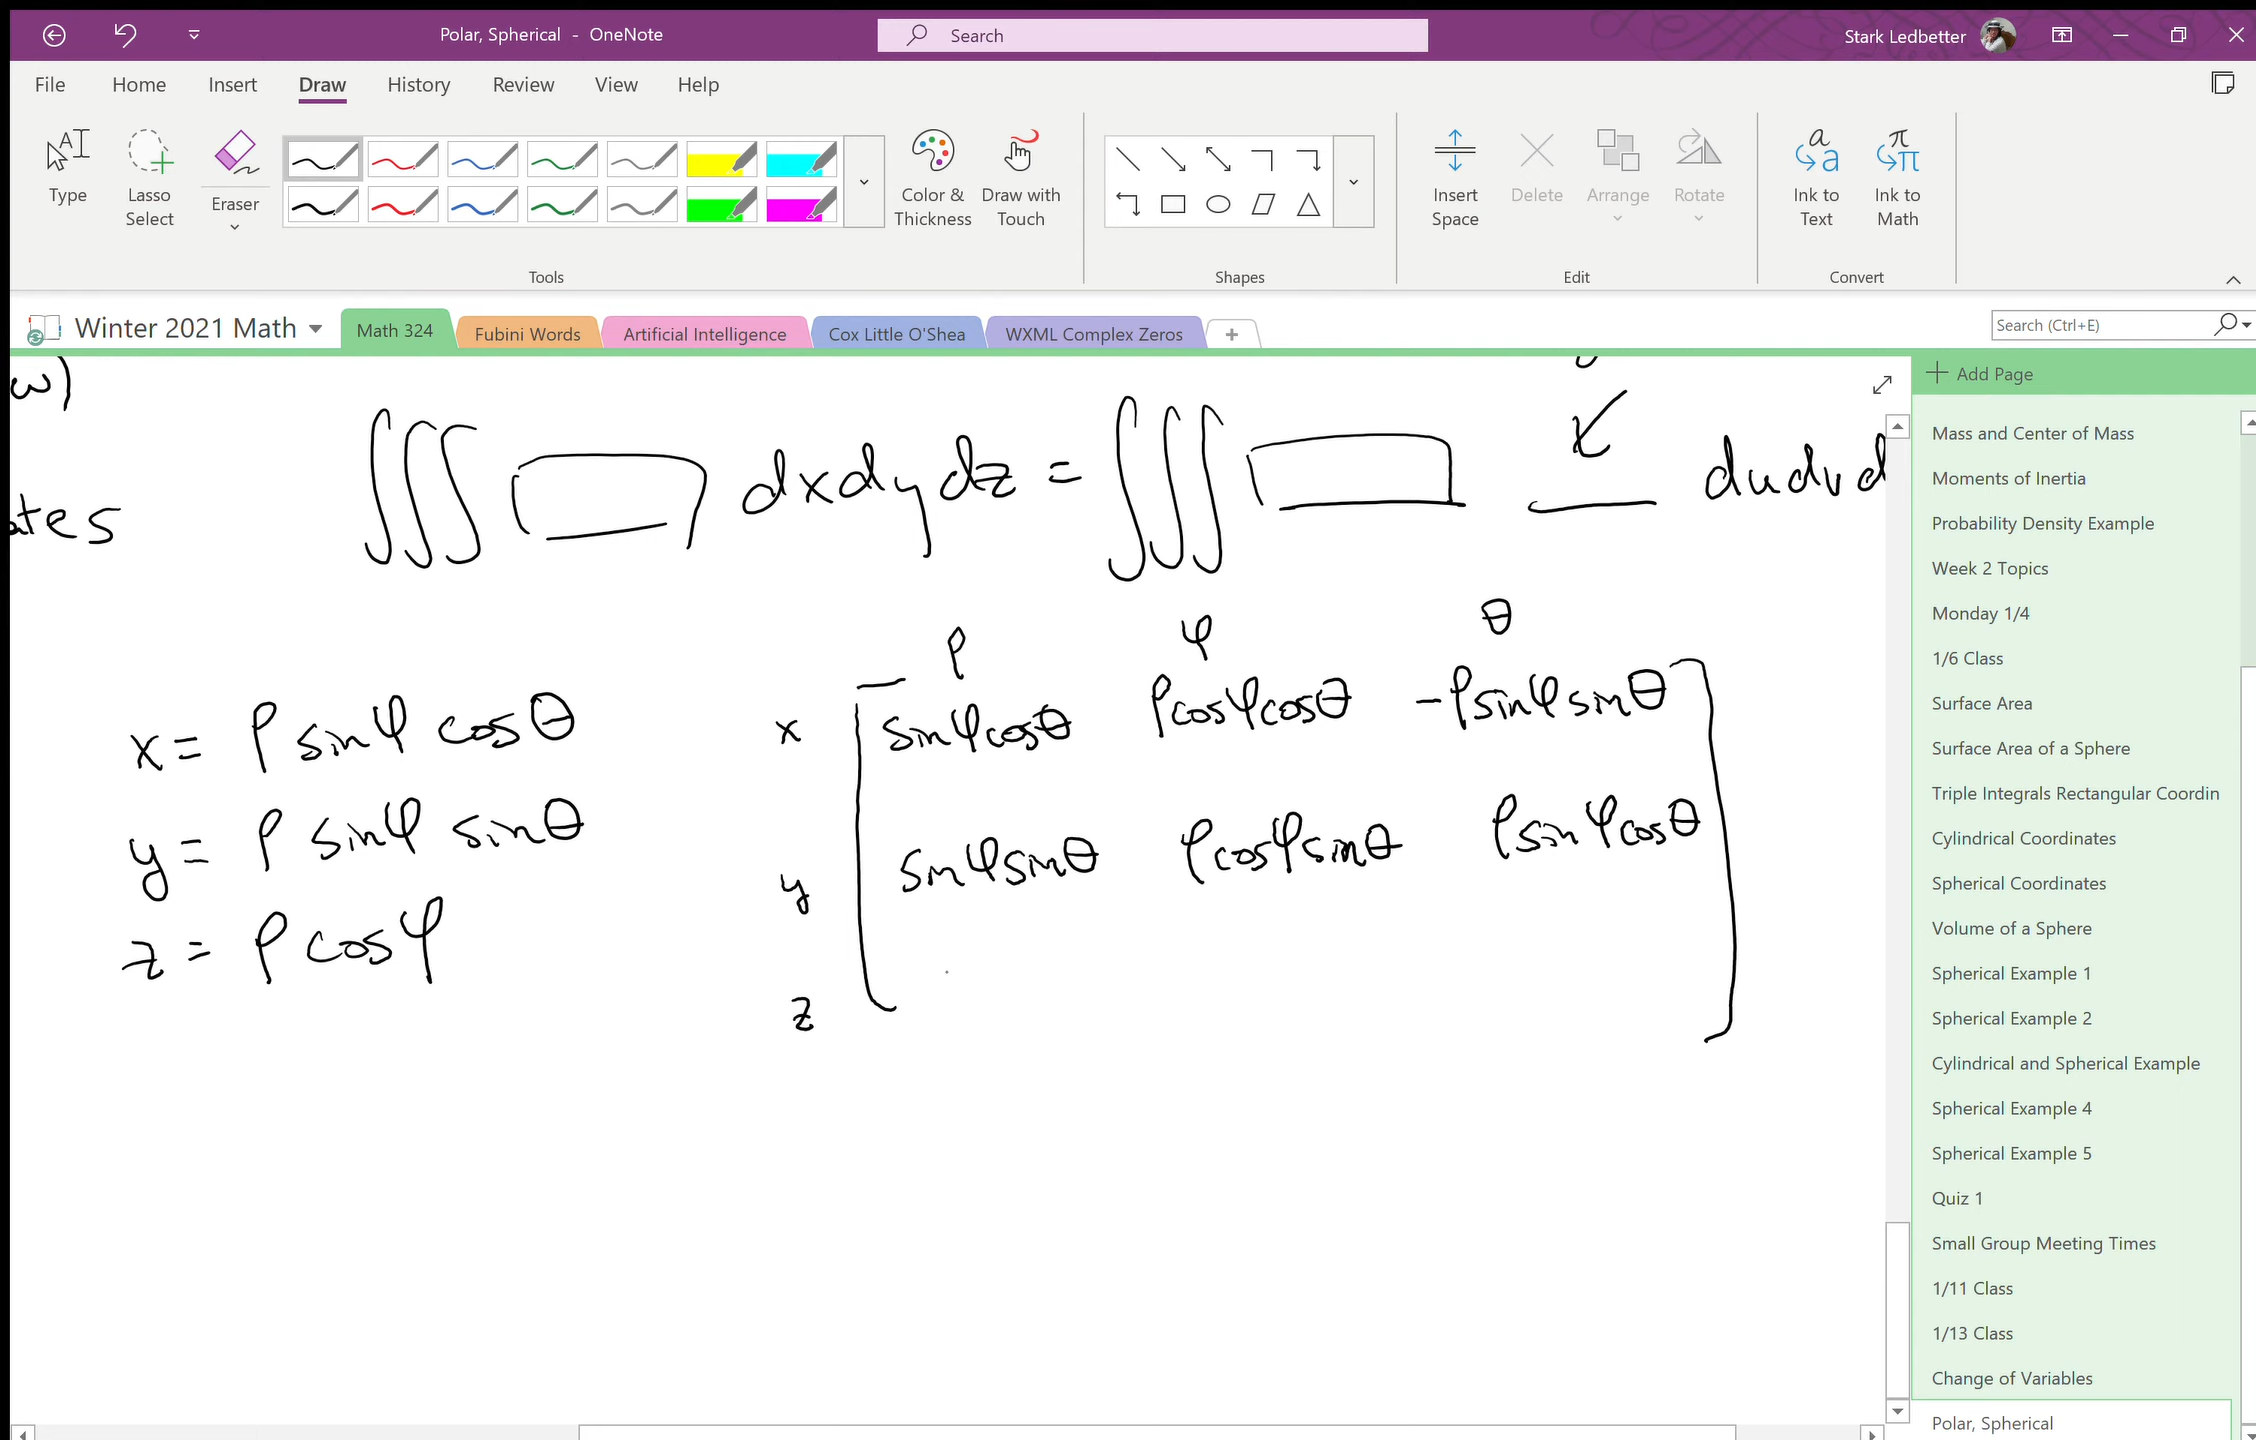 Polar, Spherical - OneNote
Search
Stark Ledbetter
File Home Insert Draw History Review View Help
Type
Lasso Select
Eraser
Color & Thickness
Draw with Touch
Insert Space
Delete
Arrange
Rotate
Ink to Text
Ink to Math
Tools
Shapes
Edit
Convert
Winter 2021 Math
Math 324
Fubini Words
Artificial Intelligence
Cox Little O'Shea
WXML Complex Zeros
Search (Ctrl+E)
w)
ates
∭ dxdydz = ∭ dudvd
ρ φ θ
x = ρ sinφ cosθ
y = ρ sinφ sinθ
z = ρ cosφ
x sinφcosθ ρcosφcosθ -ρsinφsinθ
y sinφsinθ ρcosφsinθ ρsinφcosθ
z
Add Page
Mass and Center of Mass
Moments of Inertia
Probability Density Example
Week 2 Topics
Monday 1/4
1/6 Class
Surface Area
Surface Area of a Sphere
Triple Integrals Rectangular Coordin
Cylindrical Coordinates
Spherical Coordinates
Volume of a Sphere
Spherical Example 1
Spherical Example 2
Cylindrical and Spherical Example
Spherical Example 4
Spherical Example 5
Quiz 1
Small Group Meeting Times
1/11 Class
1/13 Class
Change of Variables
Polar, Spherical